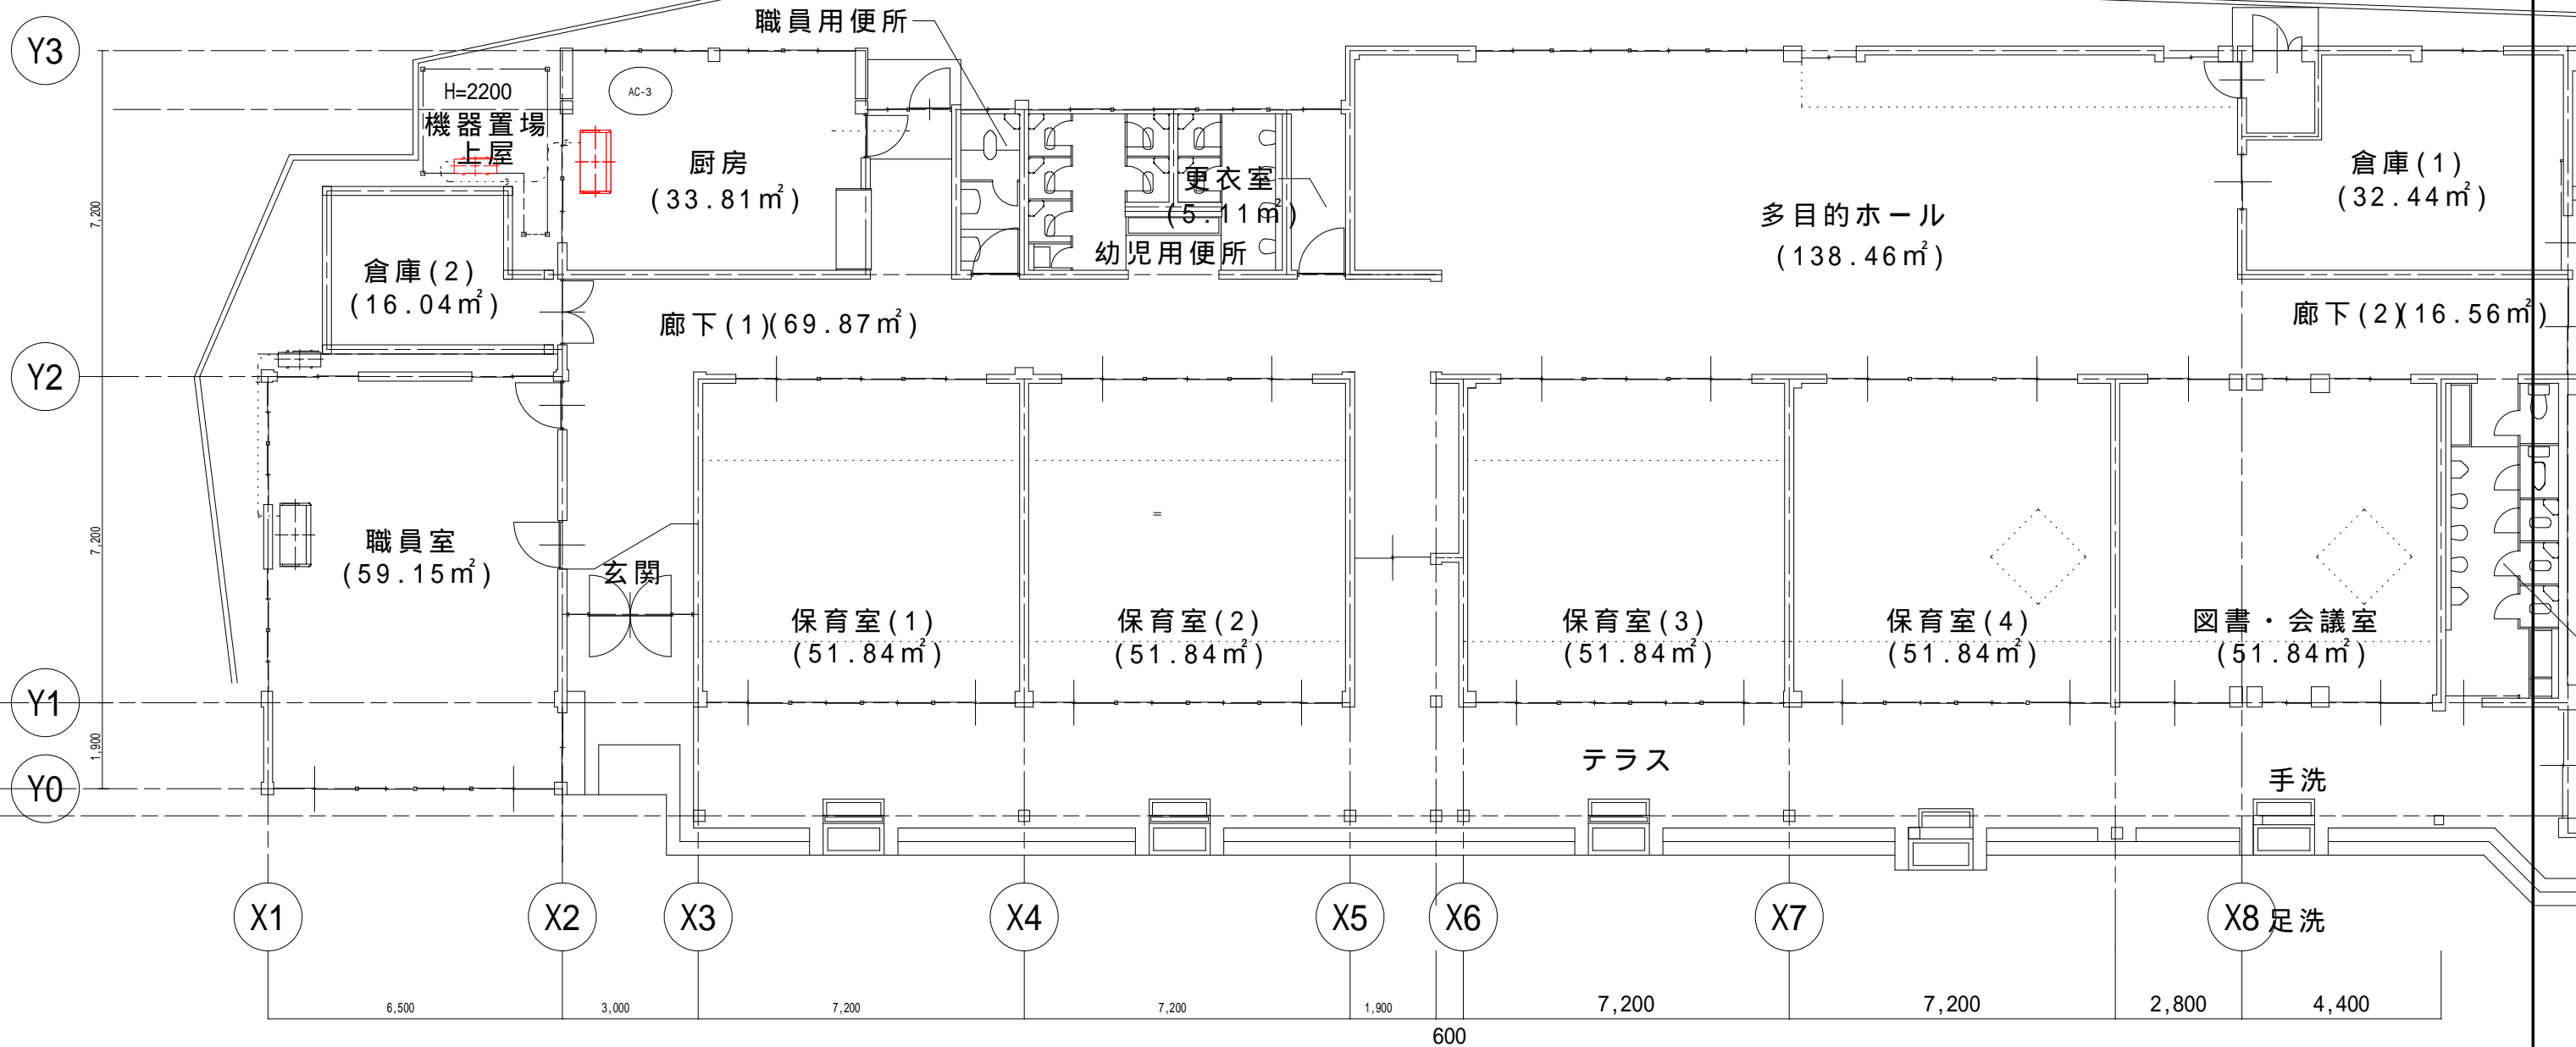 職員用便所
Y3
H=2200
機器置場
上屋
AC-3
厨房
(33.81㎡)
更衣室
(5.11㎡)
幼児用便所
多目的ホール
(138.46㎡)
倉庫(1)
(32.44㎡)
7,200
倉庫(2)
(16.04㎡)
廊下(1)(69.87㎡)
廊下(2)(16.56㎡)
Y2
7,200
職員室
(59.15㎡)
玄関
保育室(1)
(51.84㎡)
保育室(2)
(51.84㎡)
保育室(3)
(51.84㎡)
保育室(4)
(51.84㎡)
図書・会議室
(51.84㎡)
Y1
1,900
テラス
手洗
Y0
X1
X2
X3
X4
X5
X6
X7
X8
足洗
6,500
3,000
7,200
7,200
1,900
600
7,200
7,200
2,800
4,400